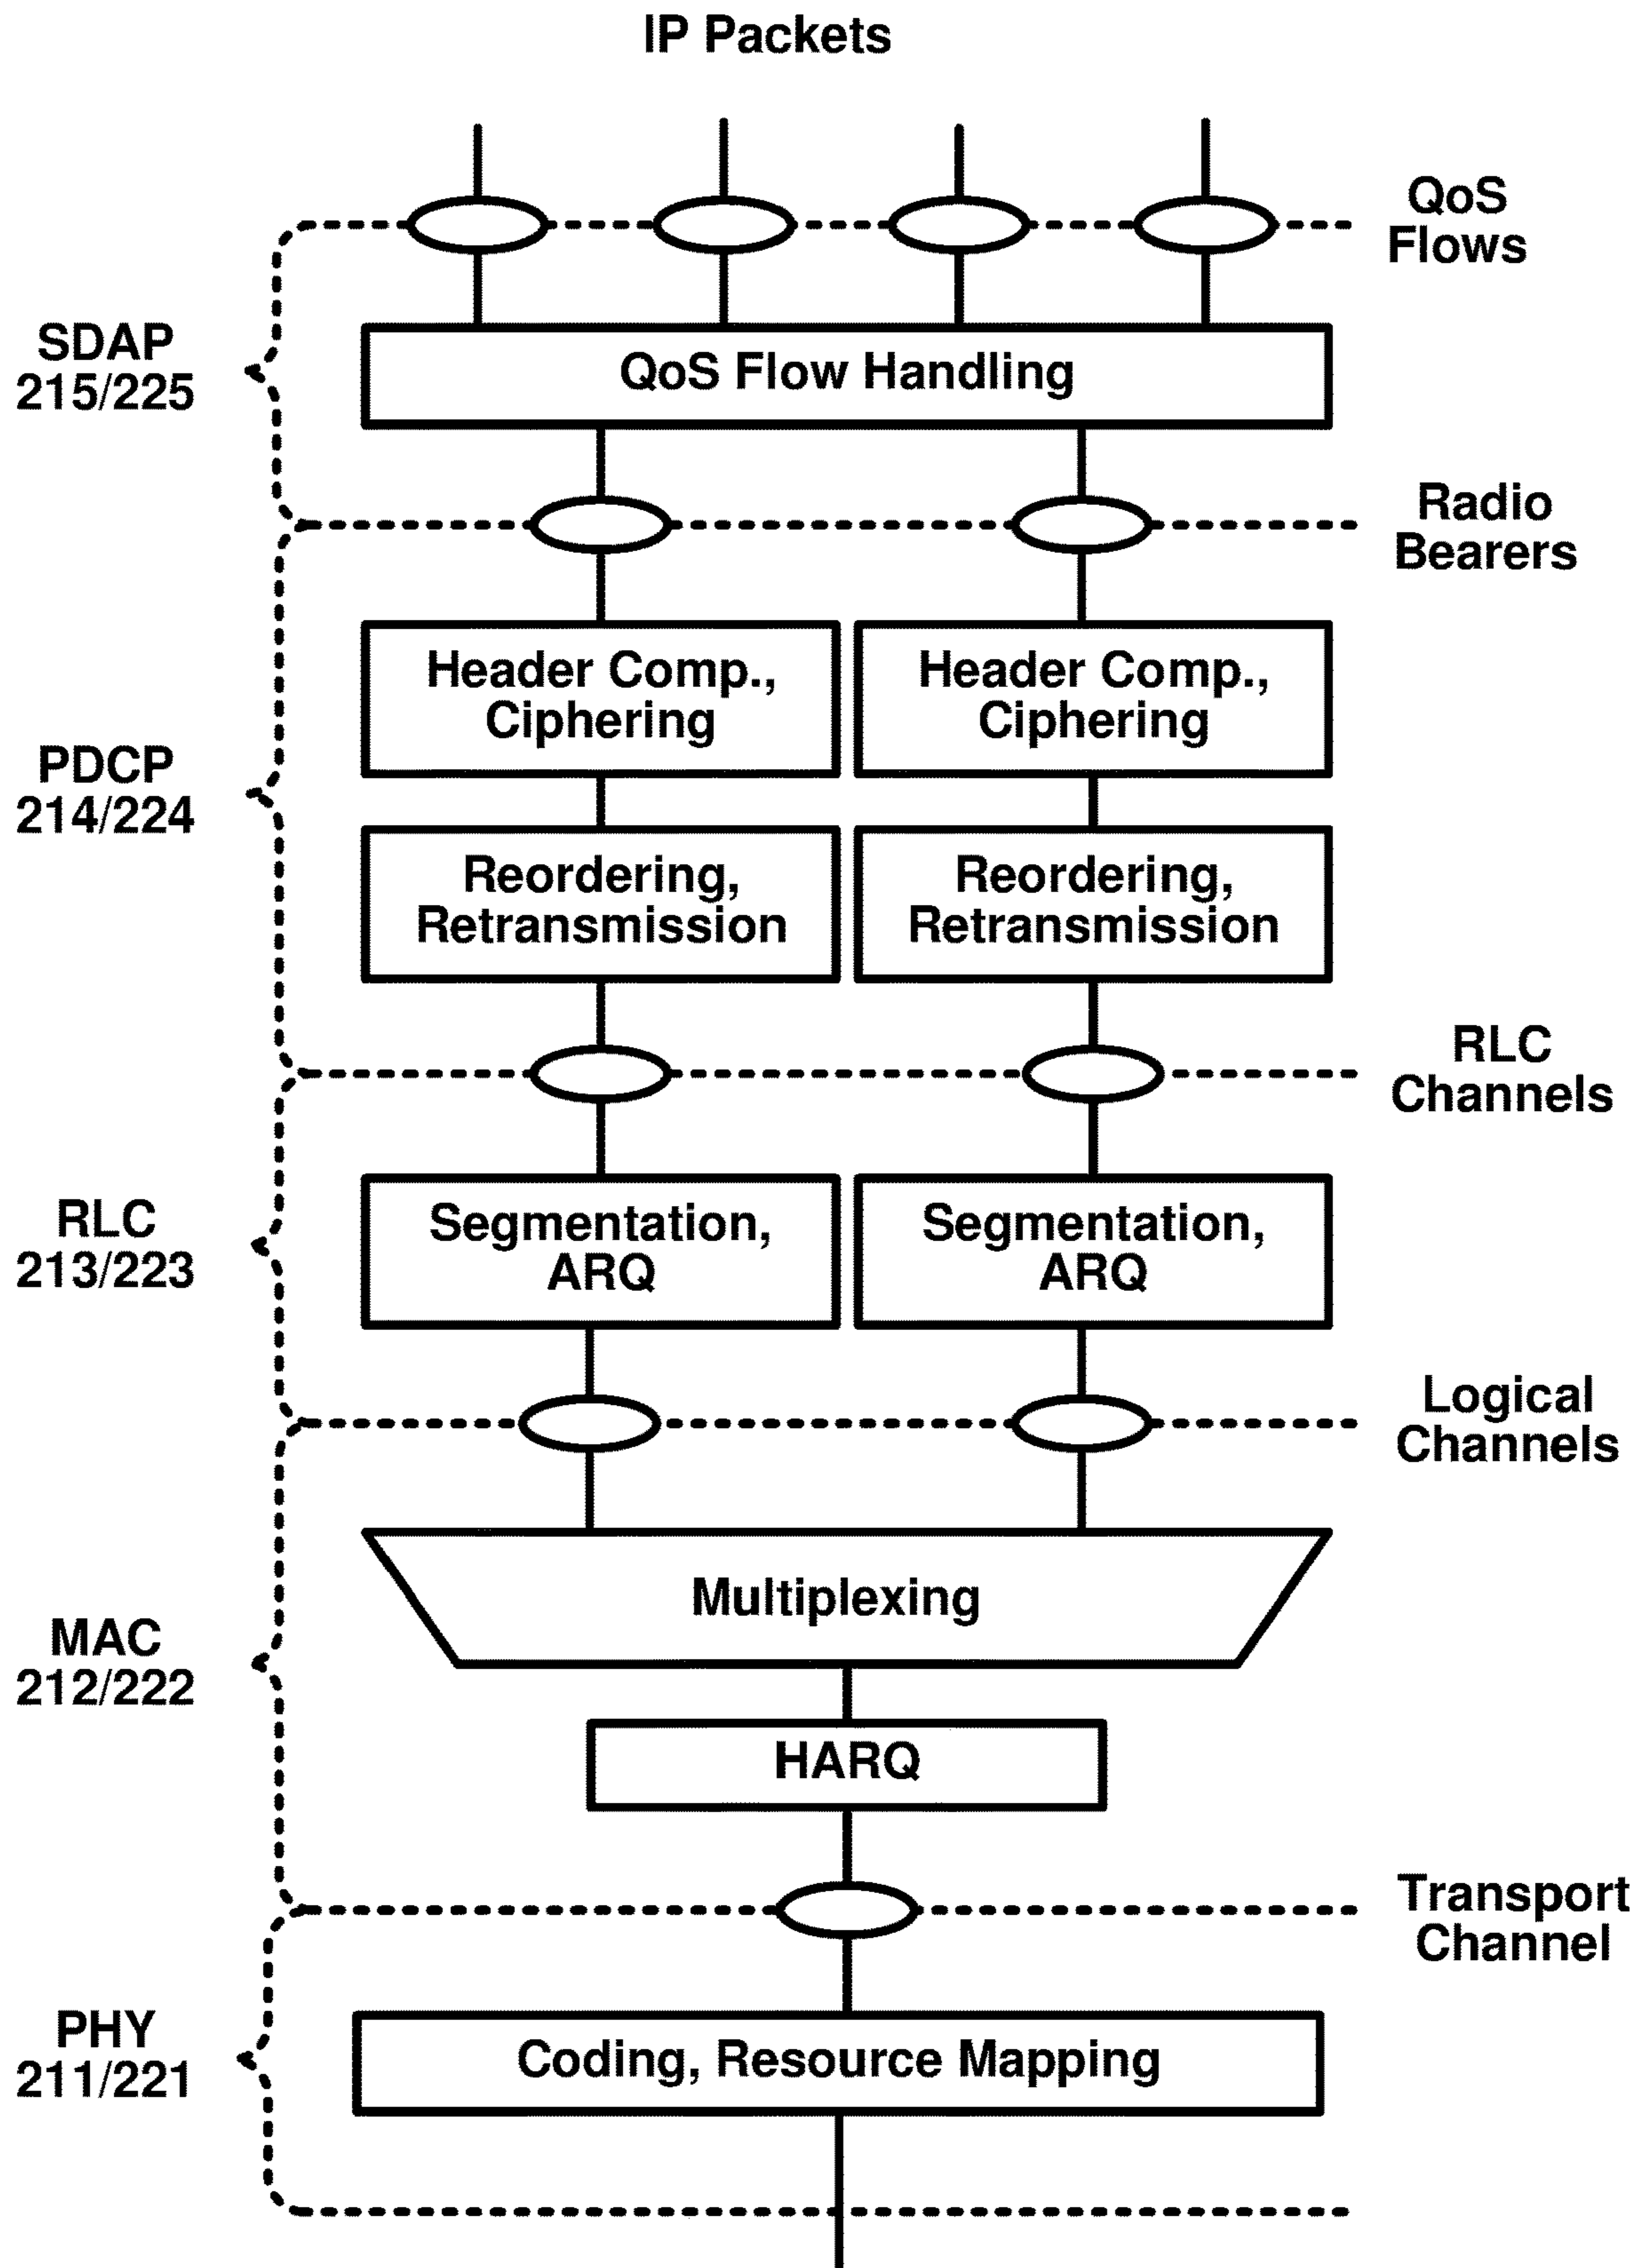 IP Packets
QoS
Flows
SDAP
215/225
QoS Flow Handling
Radio
Bearers
Header Comp.,
Ciphering
Header Comp.,
Ciphering
PDCP
214/224
Reordering,
Retransmission
Reordering,
Retransmission
RLC
Channels
RLC
213/223
Segmentation,
ARQ
Segmentation,
ARQ
Logical
Channels
Multiplexing
MAC
212/222
HARQ
Transport
Channel
PHY
211/221
Coding, Resource Mapping